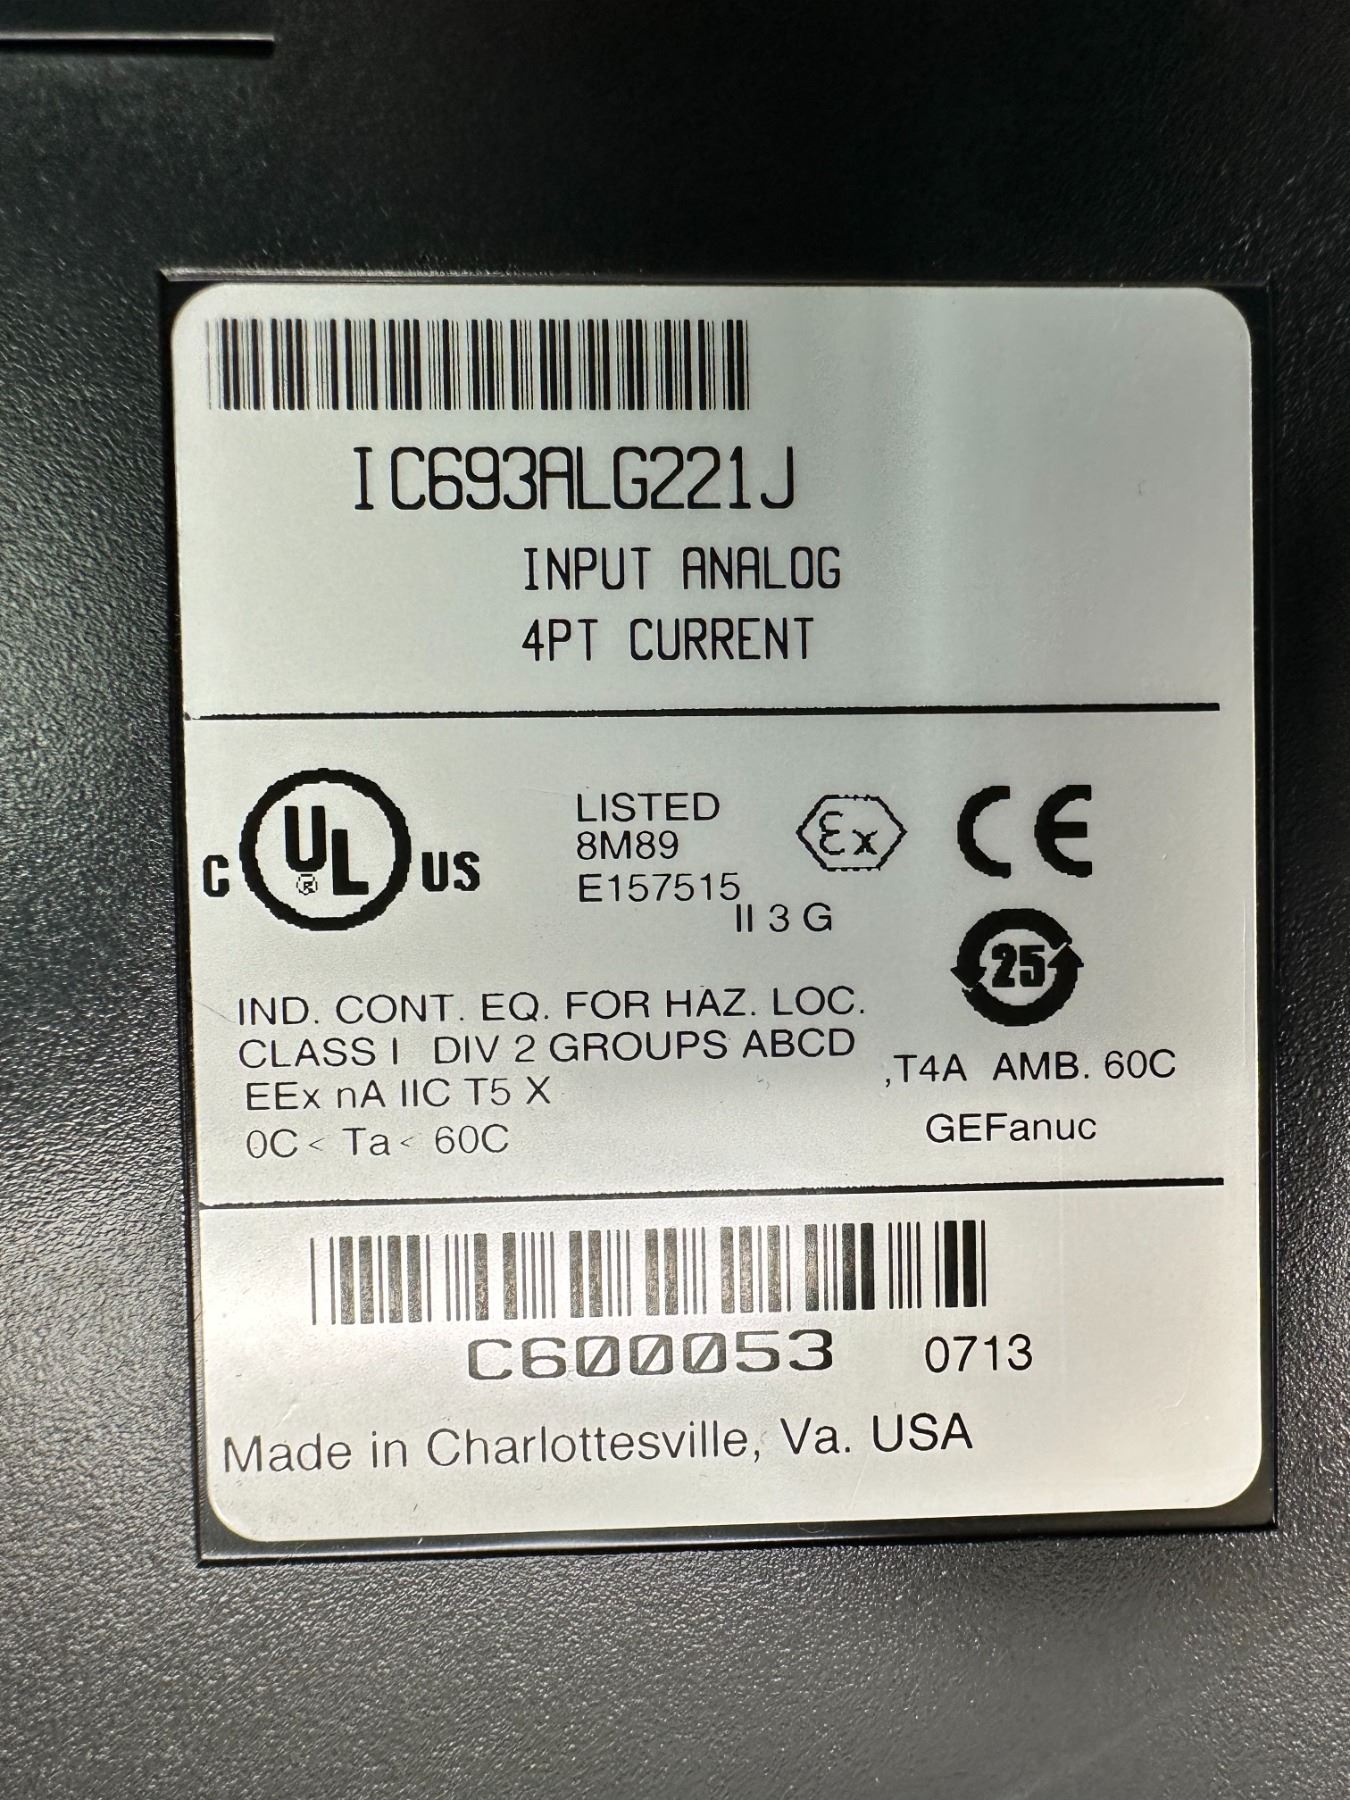 IC693ALG221J
INPUT ANALOG
4PT CURRENT
C UL US
®
LISTED
8M89
E157515
Ex
CE
II 3 G
25
IND. CONT. EQ. FOR HAZ. LOC.
CLASS I DIV 2 GROUPS ABCD
,T4A AMB. 60C
EEx nA IIC T5 X
0C < Ta < 60C
GEFanuc
C600053 0713
Made in Charlottesville, Va. USA